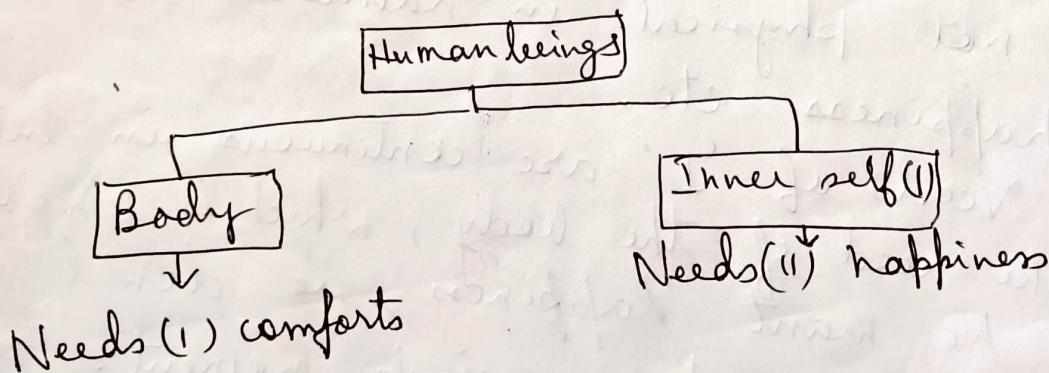 Human beings
Body
Inner self (I)
Needs (II) happiness
Needs (I) comforts